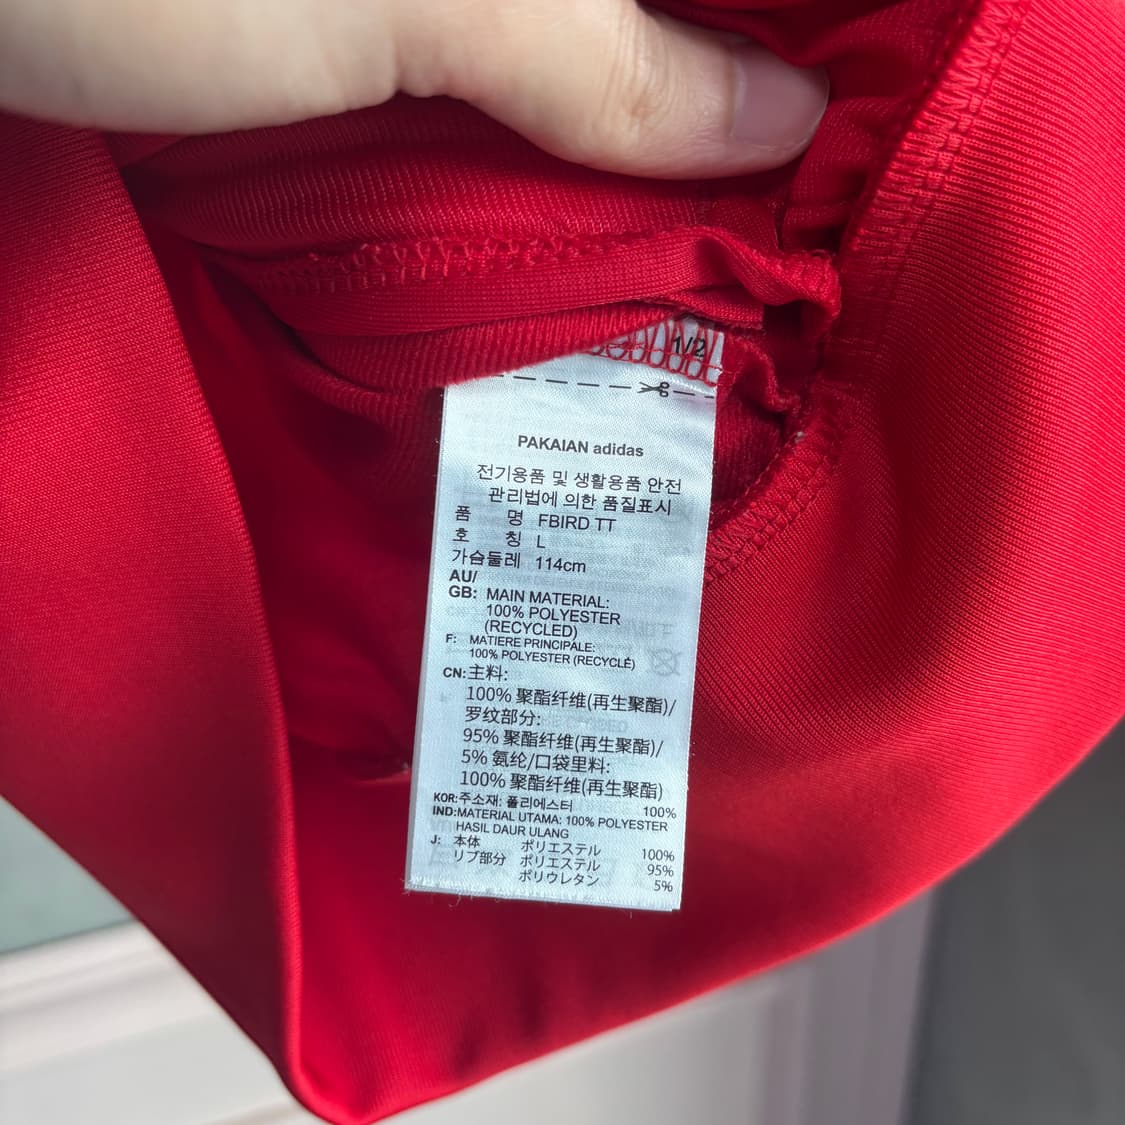 1/2
PAKAIAN adidas
전기용품 및 생활용품 안전
관리법에 의한 품질표시
품 명 FBIRD TT
호 칭 L
가슴둘레 114cm
AU/
GB: MAIN MATERIAL:
100% POLYESTER
(RECYCLED)
F: MATIERE PRINCIPALE:
100% POLYESTER (RECYCLÉ)
CN: 主料:
100% 聚酯纤维(再生聚酯)/
罗纹部分:
95% 聚酯纤维(再生聚酯)/
5% 氨纶/口袋里料:
100% 聚酯纤维(再生聚酯)
KOR: 주소재: 폴리에스터 100%
IND: MATERIAL UTAMA: 100% POLYESTER
HASIL DAUR ULANG
J: 本体 ポリエステル 100%
リブ部分 ポリエステル 95%
ポリウレタン 5%